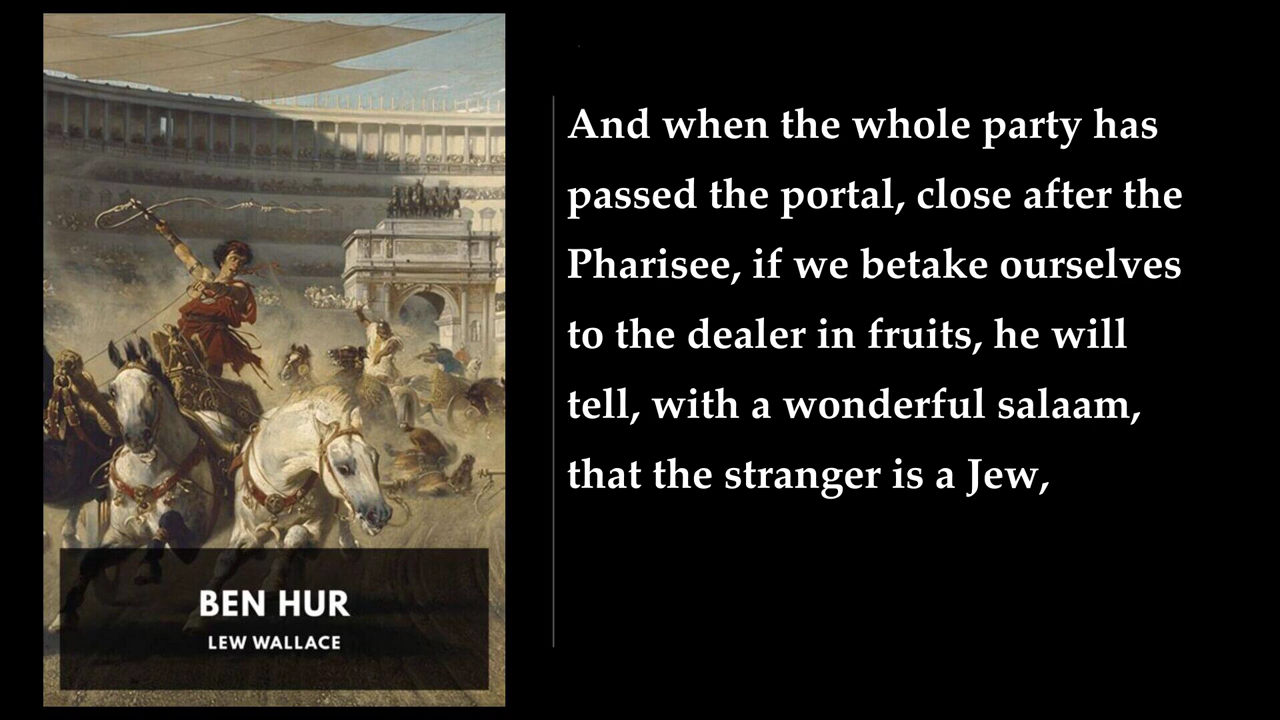 BEN HUR
LEW WALLACE
And when the whole party has
passed the portal, close after the
Pharisee, if we betake ourselves
to the dealer in fruits, he will
tell, with a wonderful salaam,
that the stranger is a Jew,